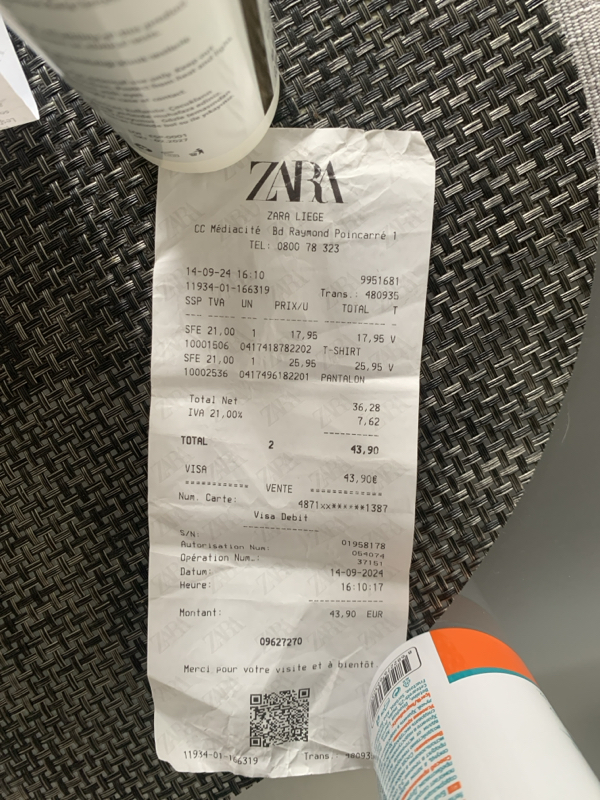 ZARA
ZARA LIEGE
CC Médiacité Bd Raymond Poincarré 1
TEL: 0800 78 323
14-09-24 16:10 9951681
11934-01-166319 Trans.: 480935
SSP TVA UN PRIX/U TOTAL T
SFE 21,00 1 17,95 17,95 V
10001506 0417418782202 T-SHIRT
SFE 21,00 1 25,95 25,95 V
10002536 0417496182201 PANTALON
Total Net 36,28
IVA 21,00% 7,62
TOTAL 2 43,90
VISA 43,90€
=========== VENTE ============
Num. Carte: 4871xx******1387
Visa Debit
S/N: 01958178
Autorisation Num: 054074
Opération Num.: 37151
Datum: 14-09-2024
Heure: 16:10:17
Montant: 43,90 EUR
09627270
Merci pour votre visite et à bientôt
11934-01-166319 Trans.: 48093